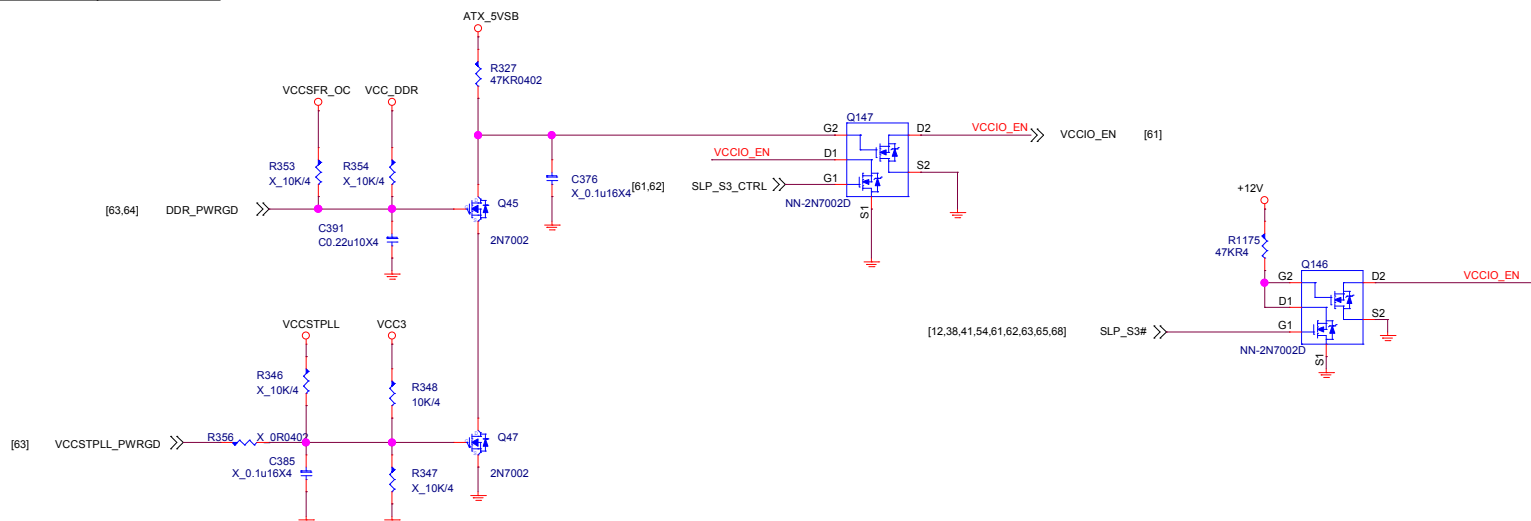 ATX_5VSB
R327
47KR0402
VCCSFR_OC
VCC_DDR
Q147
G2
D2
VCCIO_EN
VCCIO_EN
[61]
VCCIO_EN
D1
R353
X_10K/4
R354
X_10K/4
C376
X_0.1u16X4
[61,62]
SLP_S3_CTRL
G1
S2
+12V
NN-2N7002D
S1
[63,64]
DDR_PWRGD
Q45
2N7002
C391
C0.22u10X4
R1175
47KR4
Q146
G2
D2
VCCIO_EN
D1
S2
[12,38,41,54,61,62,63,65,68]
SLP_S3#
G1
NN-2N7002D
S1
VCCSTPLL
VCC3
R346
X_10K/4
R348
10K/4
[63]
VCCSTPLL_PWRGD
R356
X_0R0402
Q47
2N7002
C385
X_0.1u16X4
R347
X_10K/4